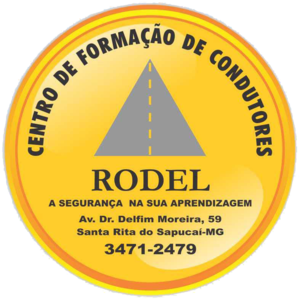 CENTRO DE FORMAÇÃO DE CONDUTORES
RODEL
A SEGURANÇA NA SUA APRENDIZAGEM
Av. Dr. Delfim Moreira, 59
Santa Rita do Sapucaí-MG
3471-2479